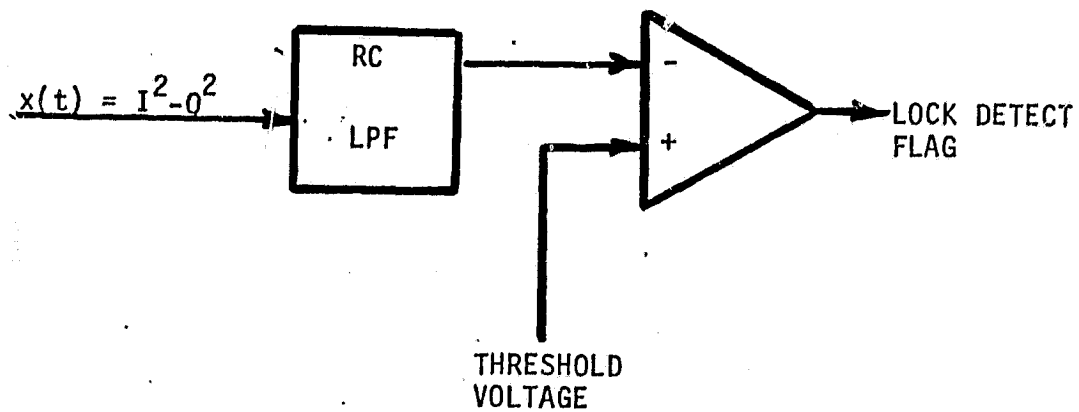 x(t) = I²-Q²
RC
LPF
-
+
LOCK DETECT
FLAG
THRESHOLD
VOLTAGE